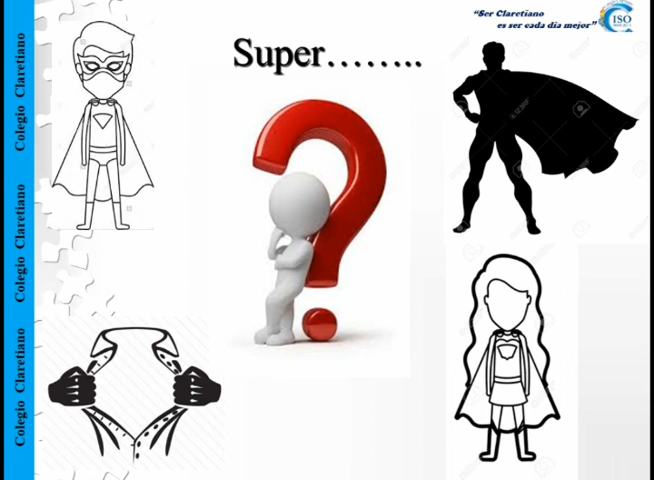 "Ser Claretiano
es ser cada día mejor"
ISO
Super……..
Colegio Claretiano
Colegio Claretiano
Colegio Claretiano